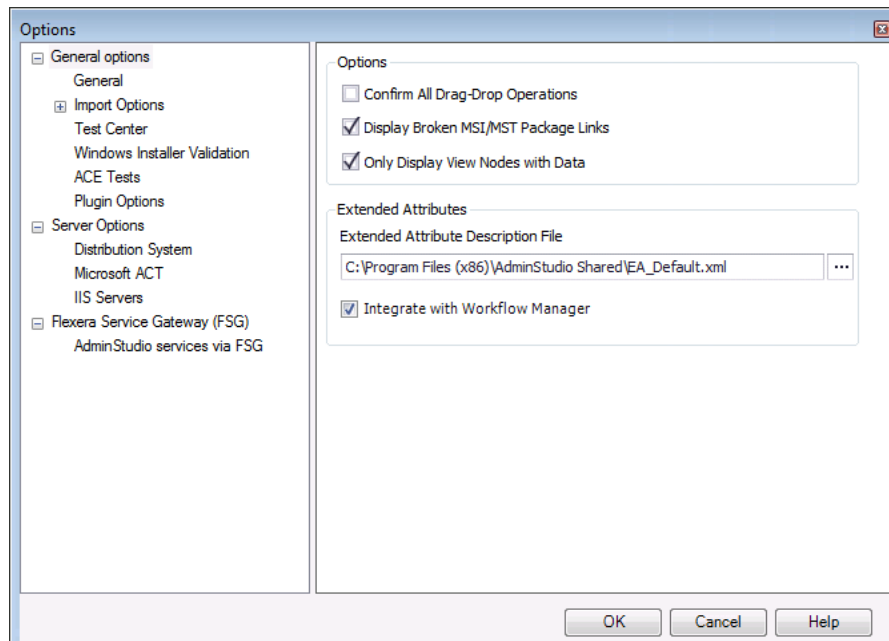 Options
General options
General
Import Options
Test Center
Windows Installer Validation
ACE Tests
Plugin Options
Server Options
Distribution System
Microsoft ACT
IIS Servers
Flexera Service Gateway (FSG)
AdminStudio services via FSG
Options
Confirm All Drag-Drop Operations
Display Broken MSI/MST Package Links
Only Display View Nodes with Data
Extended Attributes
Extended Attribute Description File
C:\Program Files (x86)\AdminStudio Shared\EA_Default.xml ...
Integrate with Workflow Manager
OK Cancel Help